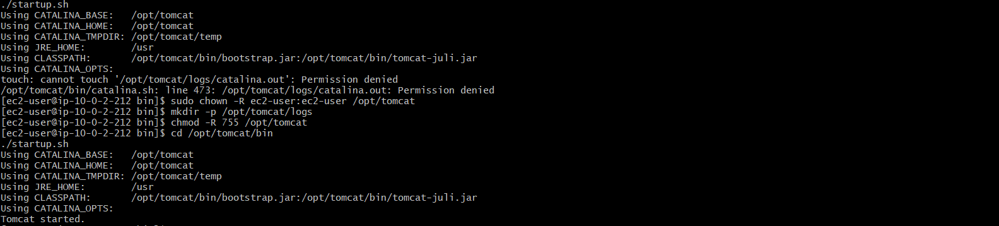 ./startup.sh
Using CATALINA_BASE:   /opt/tomcat
Using CATALINA_HOME:   /opt/tomcat
Using CATALINA_TMPDIR: /opt/tomcat/temp
Using JRE_HOME:        /usr
Using CLASSPATH:       /opt/tomcat/bin/bootstrap.jar:/opt/tomcat/bin/tomcat-juli.jar
Using CATALINA_OPTS:
touch: cannot touch '/opt/tomcat/logs/catalina.out': Permission denied
/opt/tomcat/bin/catalina.sh: line 473: /opt/tomcat/logs/catalina.out: Permission denied
[ec2-user@ip-10-0-2-212 bin]$ sudo chown -R ec2-user:ec2-user /opt/tomcat
[ec2-user@ip-10-0-2-212 bin]$ mkdir -p /opt/tomcat/logs
[ec2-user@ip-10-0-2-212 bin]$ chmod -R 755 /opt/tomcat
[ec2-user@ip-10-0-2-212 bin]$ cd /opt/tomcat/bin
./startup.sh
Using CATALINA_BASE:   /opt/tomcat
Using CATALINA_HOME:   /opt/tomcat
Using CATALINA_TMPDIR: /opt/tomcat/temp
Using JRE_HOME:        /usr
Using CLASSPATH:       /opt/tomcat/bin/bootstrap.jar:/opt/tomcat/bin/tomcat-juli.jar
Using CATALINA_OPTS:
Tomcat started.